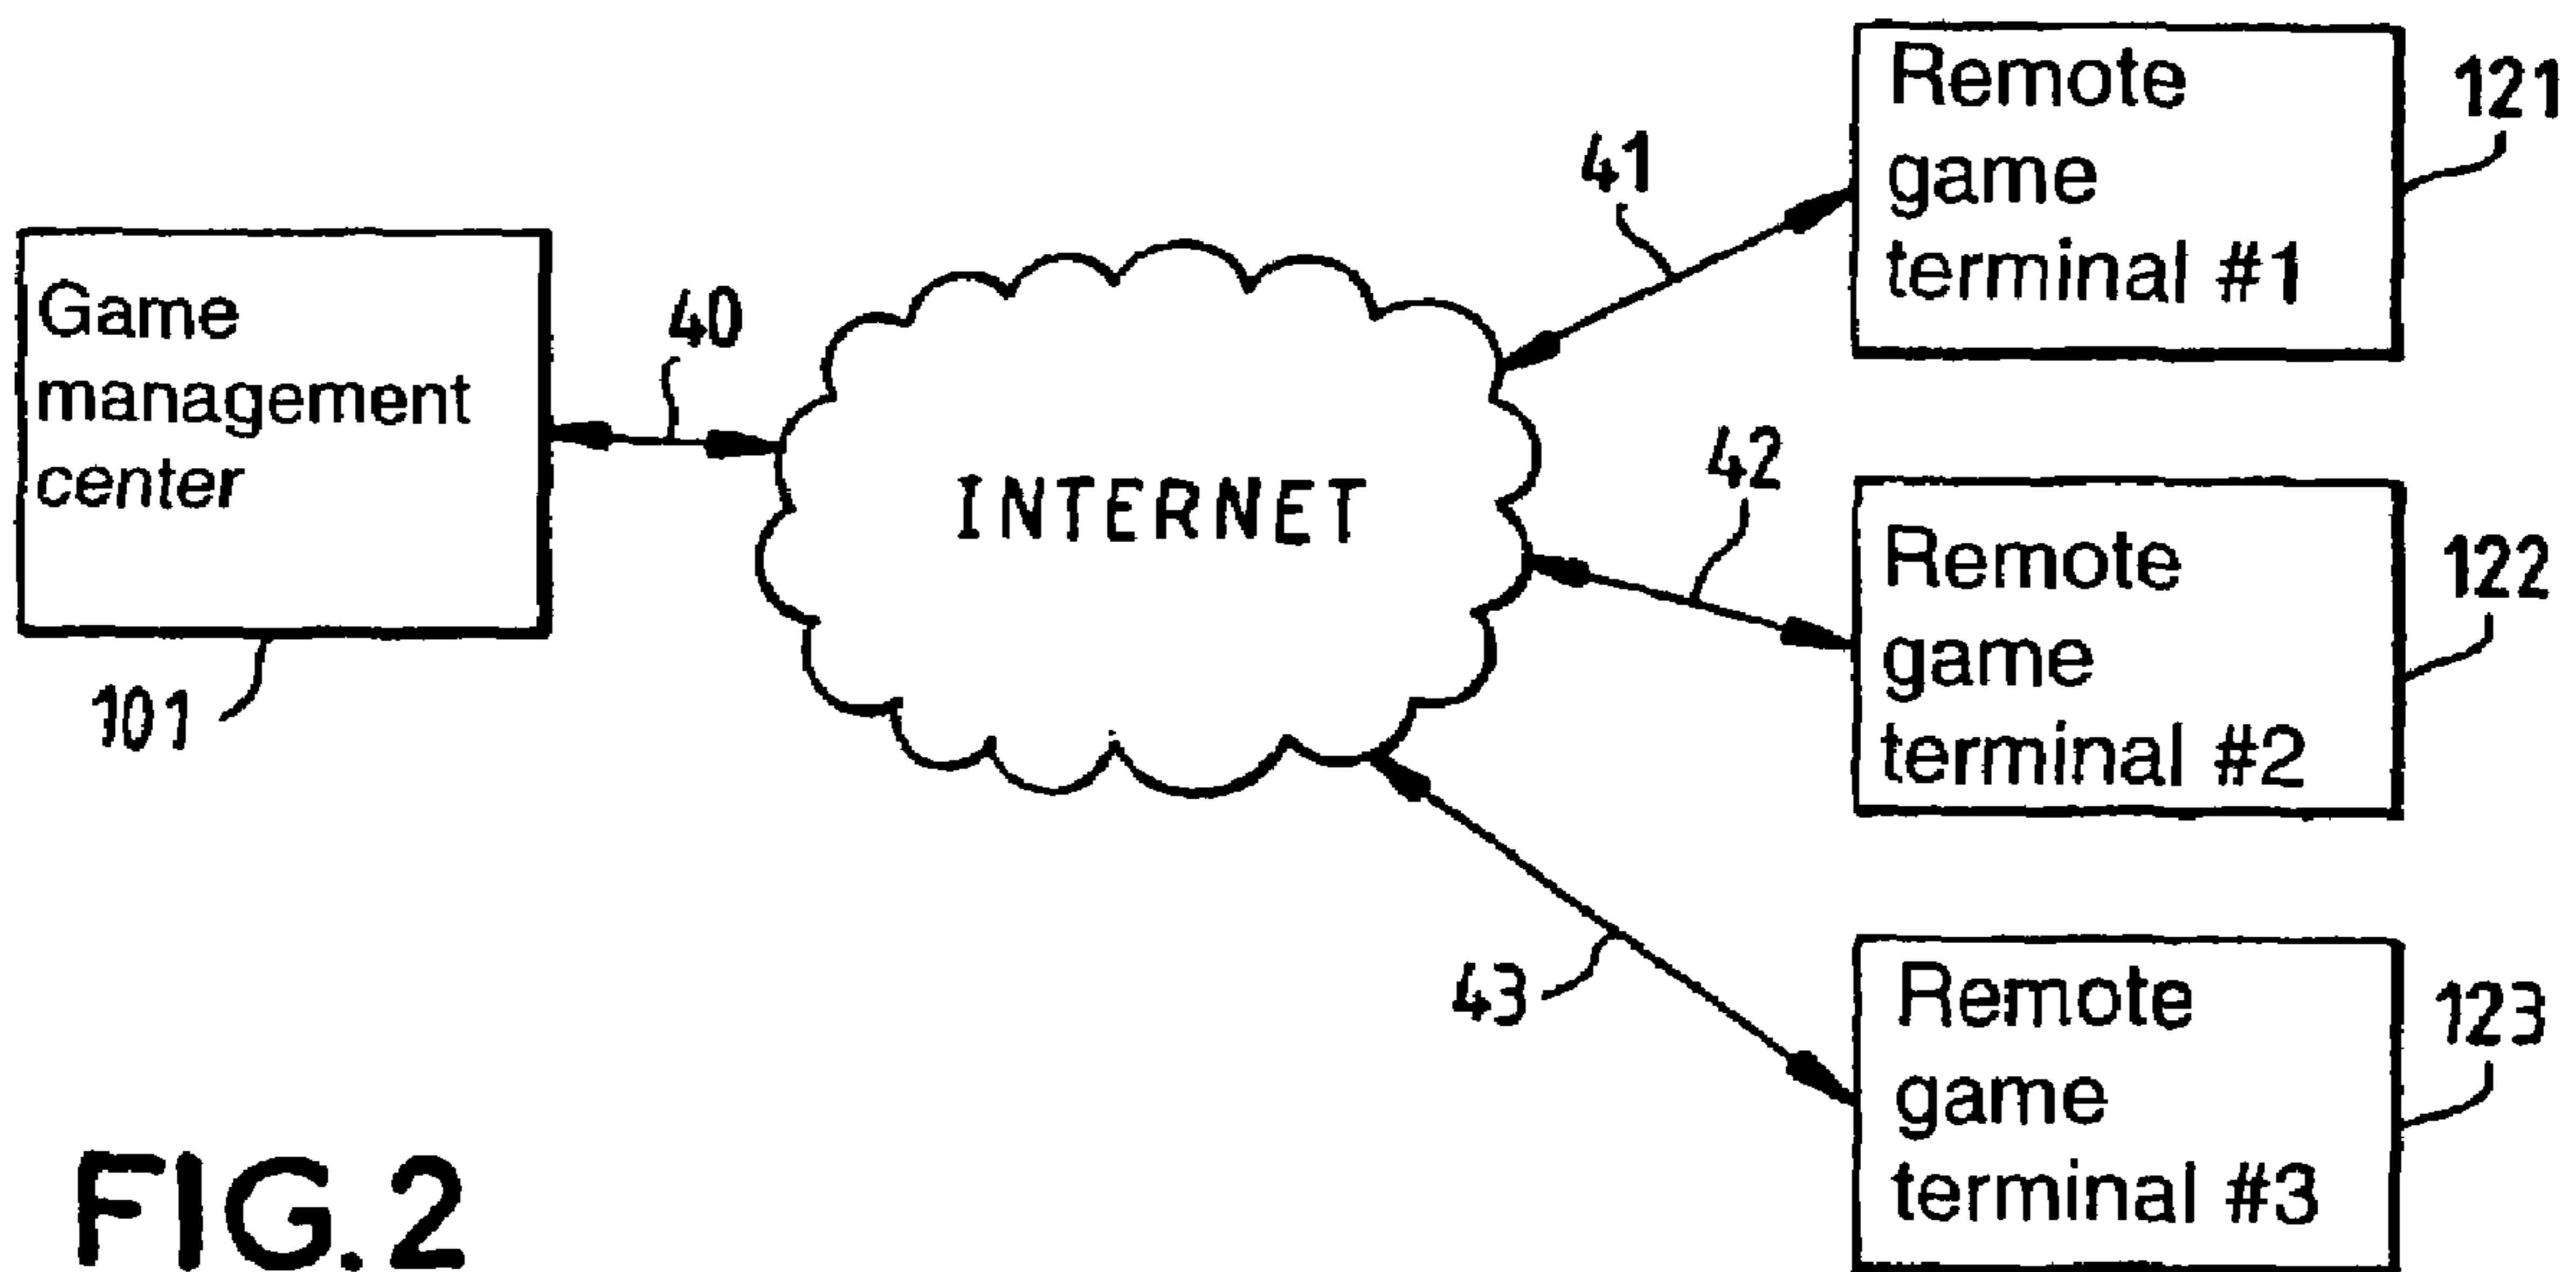 Game
management
center
101
40
INTERNET
41
Remote
game
terminal #1
121
42
Remote
game
terminal #2
122
43
Remote
game
terminal #3
123
FIG.2